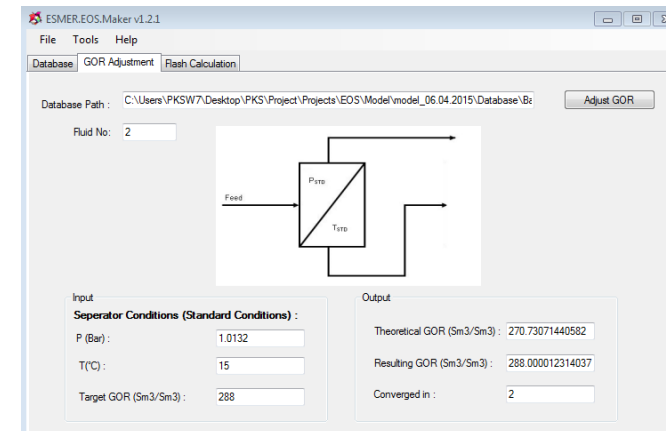 ESMER.EOS.Maker v1.2.1
File Tools Help
Database GOR Adjustment Flash Calculation
Database Path : C:\Users\PKSW7\Desktop\PKS\Project\Projects\EOS\Model\model_06.04.2015\Database\Ba Adjust GOR
Fluid No: 2
PSTD
Feed
TSTD
Input
Seperator Conditions (Standard Conditions) :
P (Bar) : 1.0132
T(°C) : 15
Target GOR (Sm3/Sm3) : 288
Output
Theoretical GOR (Sm3/Sm3) : 270.73071440582
Resulting GOR (Sm3/Sm3) : 288.000012314037
Converged in : 2